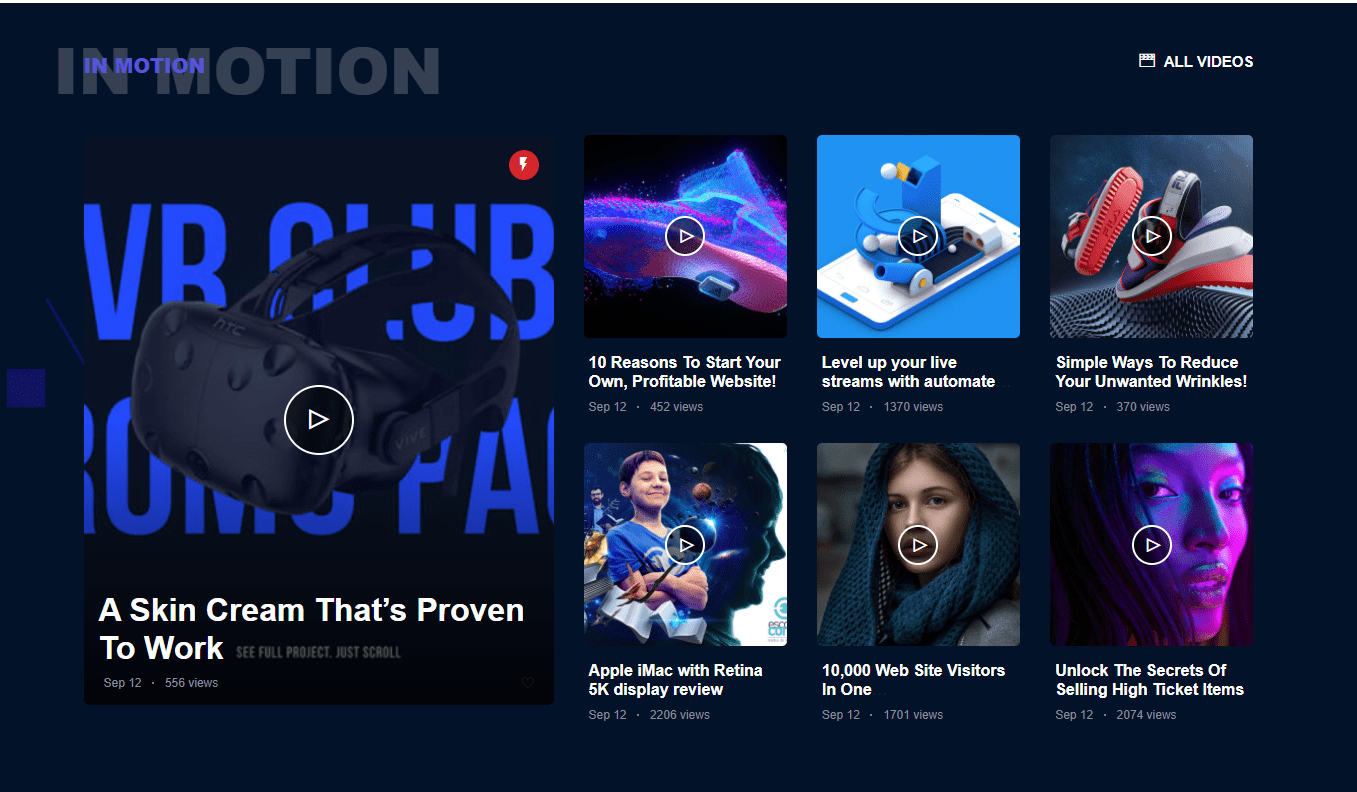 IN MOTION
IN MOTION
ALL VIDEOS
VR CLUB
HTC
VIVE
PROMO PAC
A Skin Cream That’s Proven
To Work
SEE FULL PROJECT. JUST SCROLL
Sep 12 · 556 views
10 Reasons To Start Your
Own, Profitable Website!
Sep 12 · 452 views
Level up your live
streams with automate...
Sep 12 · 1370 views
Simple Ways To Reduce
Your Unwanted Wrinkles!
Sep 12 · 370 views
Apple iMac with Retina
5K display review
Sep 12 · 2206 views
10,000 Web Site Visitors
In One...
Sep 12 · 1701 views
Unlock The Secrets Of
Selling High Ticket Items
Sep 12 · 2074 views